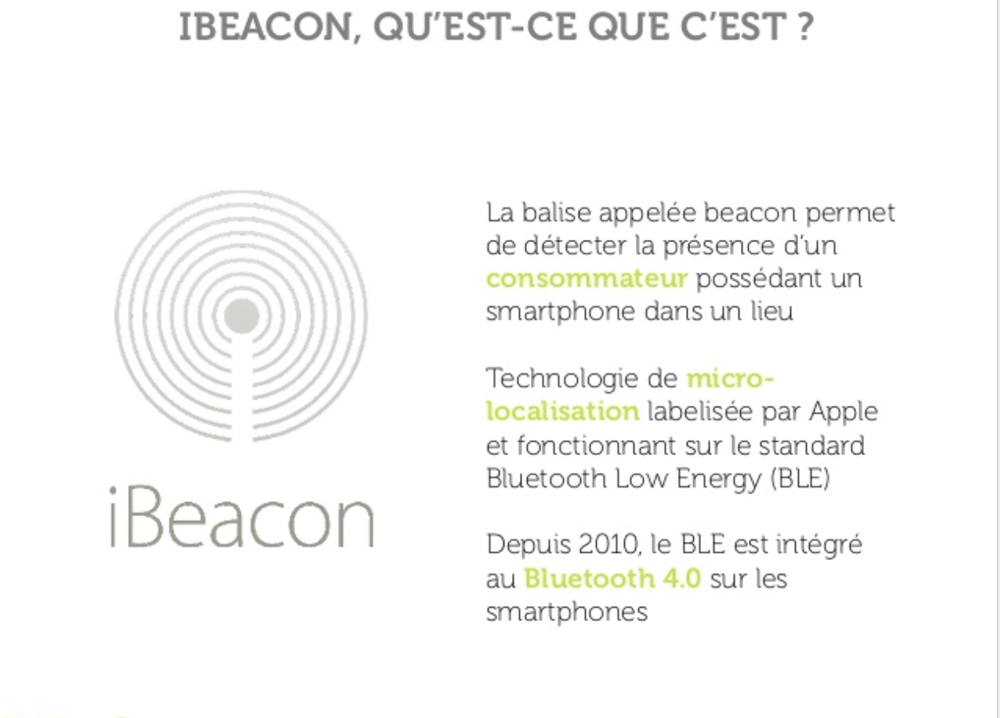 IBEACON, QU’EST-CE QUE C’EST ?
La balise appelée beacon permet
de détecter la présence d’un
consommateur possédant un
smartphone dans un lieu
Technologie de micro-
localisation labelisée par Apple
et fonctionnant sur le standard
Bluetooth Low Energy (BLE)
Depuis 2010, le BLE est intégré
au Bluetooth 4.0 sur les
smartphones
iBeacon